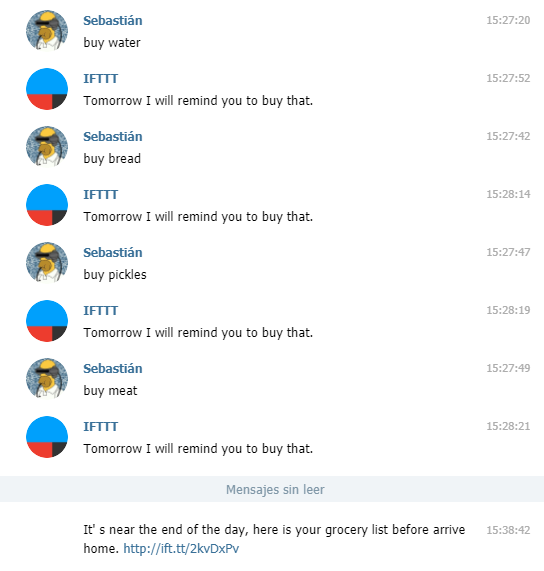 Sebastián 15:27:20
buy water
IFTTT 15:27:52
Tomorrow I will remind you to buy that.
Sebastián 15:27:42
buy bread
IFTTT 15:28:14
Tomorrow I will remind you to buy that.
Sebastián 15:27:47
buy pickles
IFTTT 15:28:19
Tomorrow I will remind you to buy that.
Sebastián 15:27:49
buy meat
IFTTT 15:28:21
Tomorrow I will remind you to buy that.
Mensajes sin leer
It' s near the end of the day, here is your grocery list before arrive 15:38:42
home. http://ift.tt/2kvDxPv